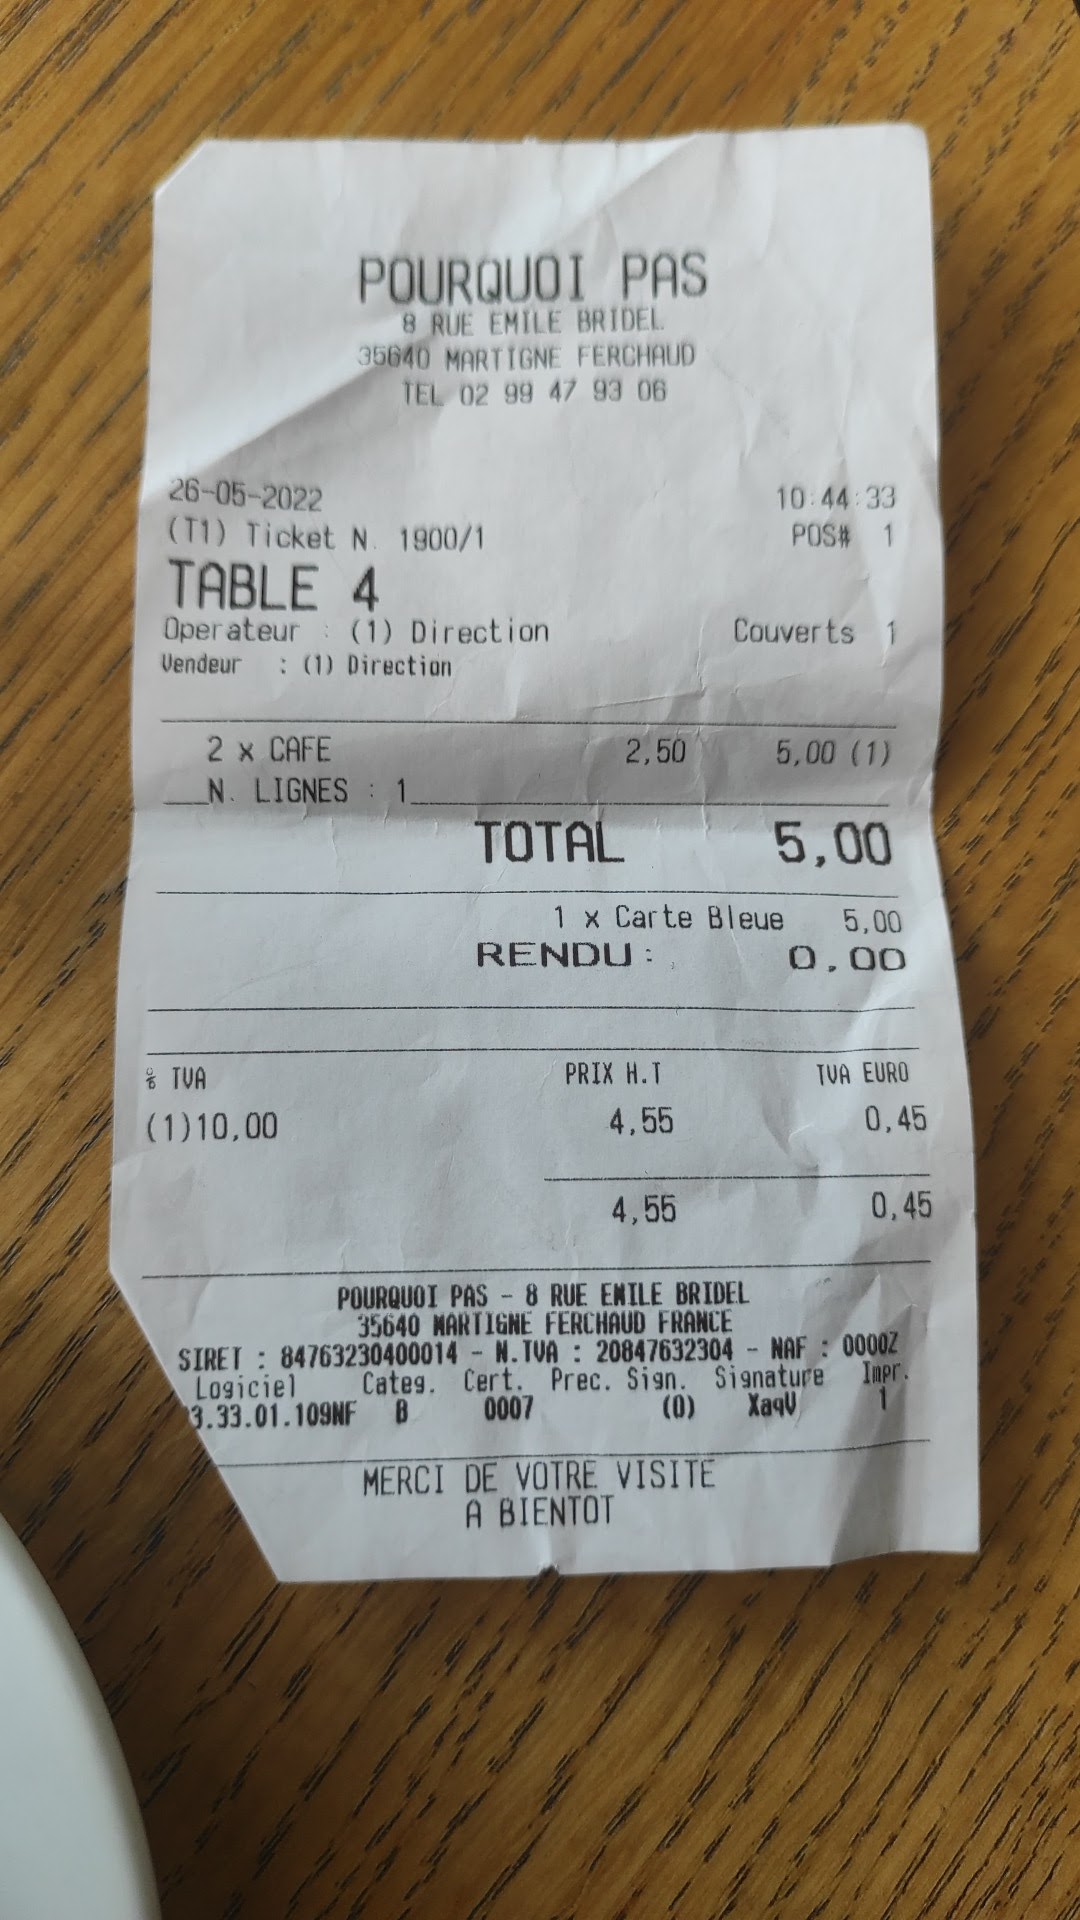 POURQUOI PAS
8 RUE EMILE BRIDEL
35640 MARTIGNE FERCHAUD
TEL 02 99 47 93 06
26-05-2022 10:44:33
(T1) Ticket N. 1900/1 POS# 1
TABLE 4
Operateur : (1) Direction Couverts 1
Vendeur : (1) Direction
2 x CAFE 2,50 5,00 (1)
N. LIGNES : 1
TOTAL 5,00
1 x Carte Bleue 5,00
RENDU : 0,00
% TVA PRIX H.T TVA EURO
(1)10,00 4,55 0,45
4,55 0,45
POURQUOI PAS - 8 RUE EMILE BRIDEL
35640 MARTIGNE FERCHAUD FRANCE
SIRET : 84763230400014 - N.TVA : 20847632304 - NAF : 0000Z
Logiciel Categ. Cert. Prec. Sign. Signature Impr.
3.33.01.109NF B 0007 (0) XaqV 1
MERCI DE VOTRE VISITE
A BIENTOT